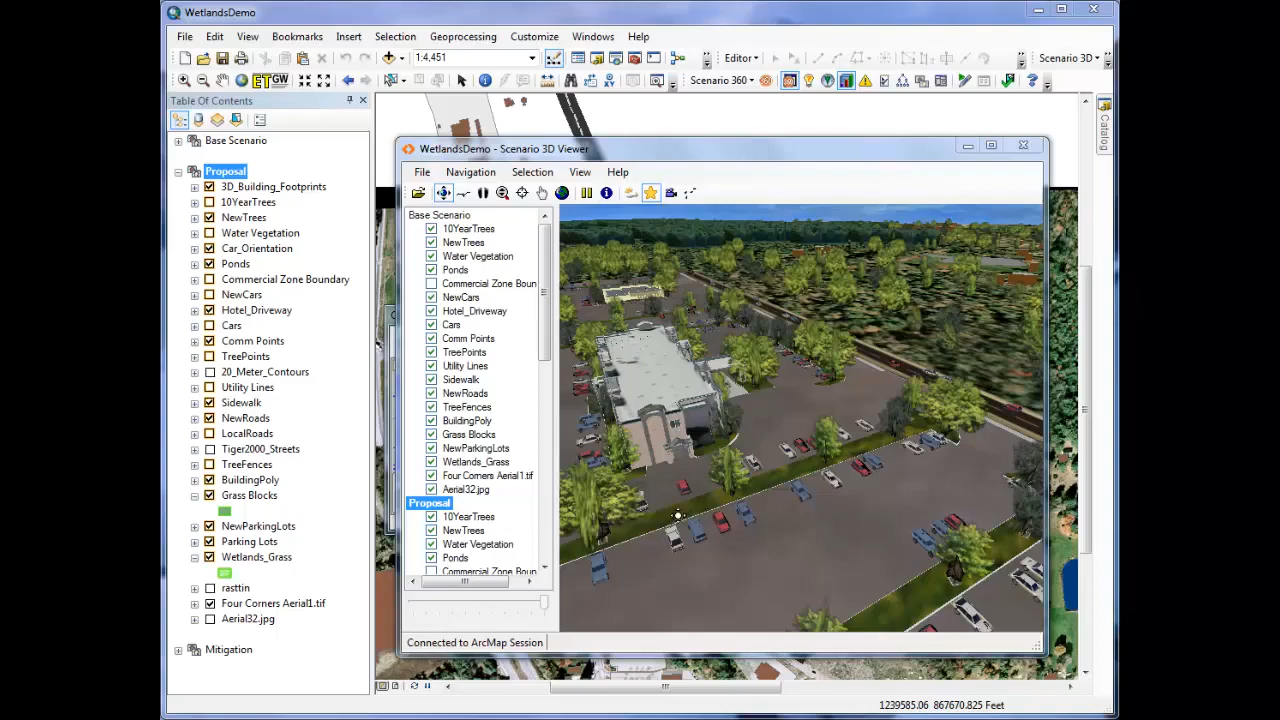 WetlandsDemo
File Edit View Bookmarks Insert Selection Geoprocessing Customize Windows Help
1:4,451 Editor Scenario 3D
ET GW Scenario 360
Table Of Contents
Base Scenario
Proposal
3D_Building_Footprints
10YearTrees
NewTrees
Water Vegetation
Car_Orientation
Ponds
Commercial Zone Boundary
NewCars
Hotel_Driveway
Cars
Comm Points
TreePoints
20_Meter_Contours
Utility Lines
Sidewalk
NewRoads
LocalRoads
Tiger2000_Streets
TreeFences
BuildingPoly
Grass Blocks
NewParkingLots
Parking Lots
Wetlands_Grass
rasttin
Four Corners Aerial1.tif
Aerial32.jpg
Mitigation
WetlandsDemo - Scenario 3D Viewer
File Navigation Selection View Help
Base Scenario
10YearTrees
NewTrees
Water Vegetation
Ponds
Commercial Zone Boun
NewCars
Hotel_Driveway
Cars
Comm Points
TreePoints
Utility Lines
Sidewalk
NewRoads
TreeFences
BuildingPoly
Grass Blocks
NewParkingLots
Wetlands_Grass
Four Corners Aerial1.tif
Aerial32.jpg
Proposal
10YearTrees
NewTrees
Water Vegetation
Ponds
Commercial Zone Boun
Connected to ArcMap Session
Catalog
1239585.06 867670.825 Feet